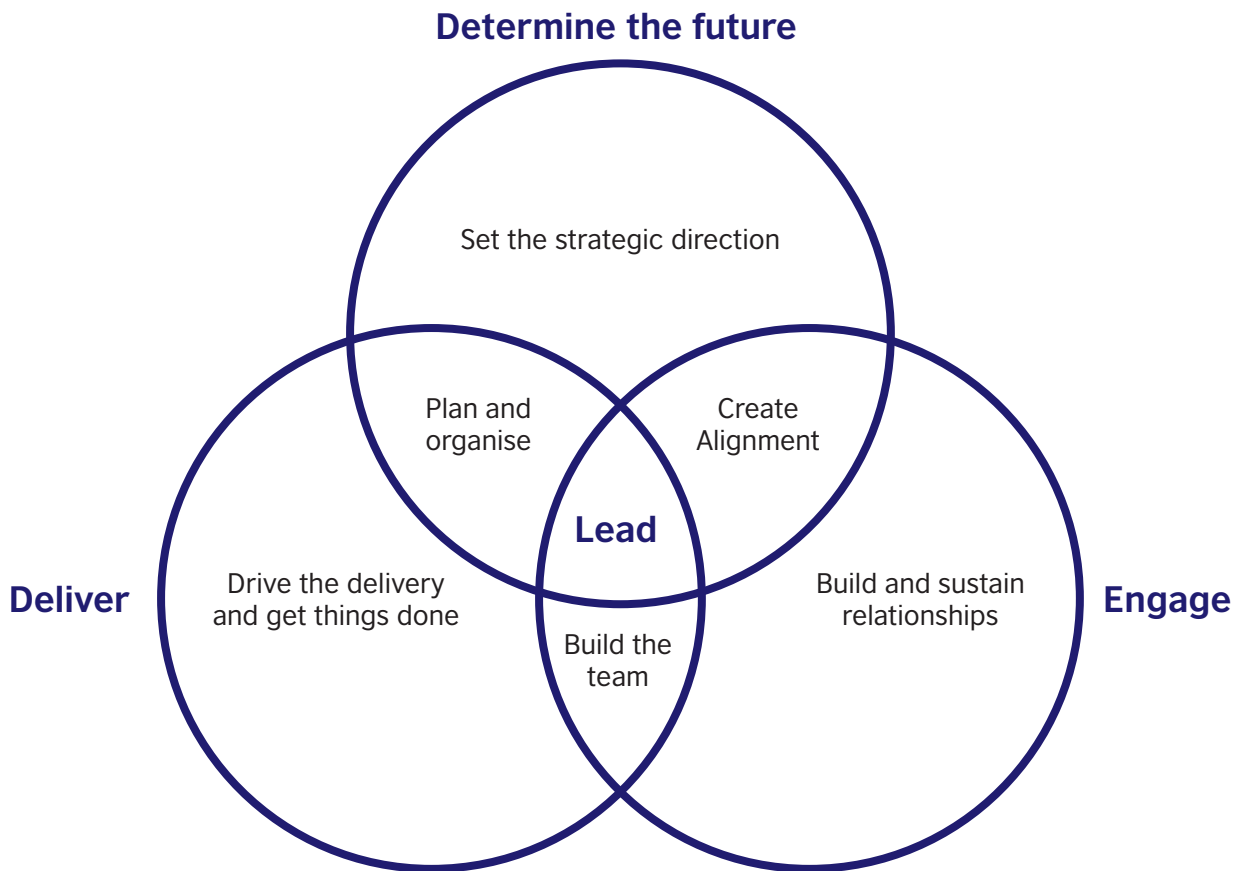 Determine the future
Set the strategic direction
Plan and
organise
Create
Alignment
Lead
Deliver
Drive the delivery
and get things done
Build and sustain
relationships
Engage
Build the
team